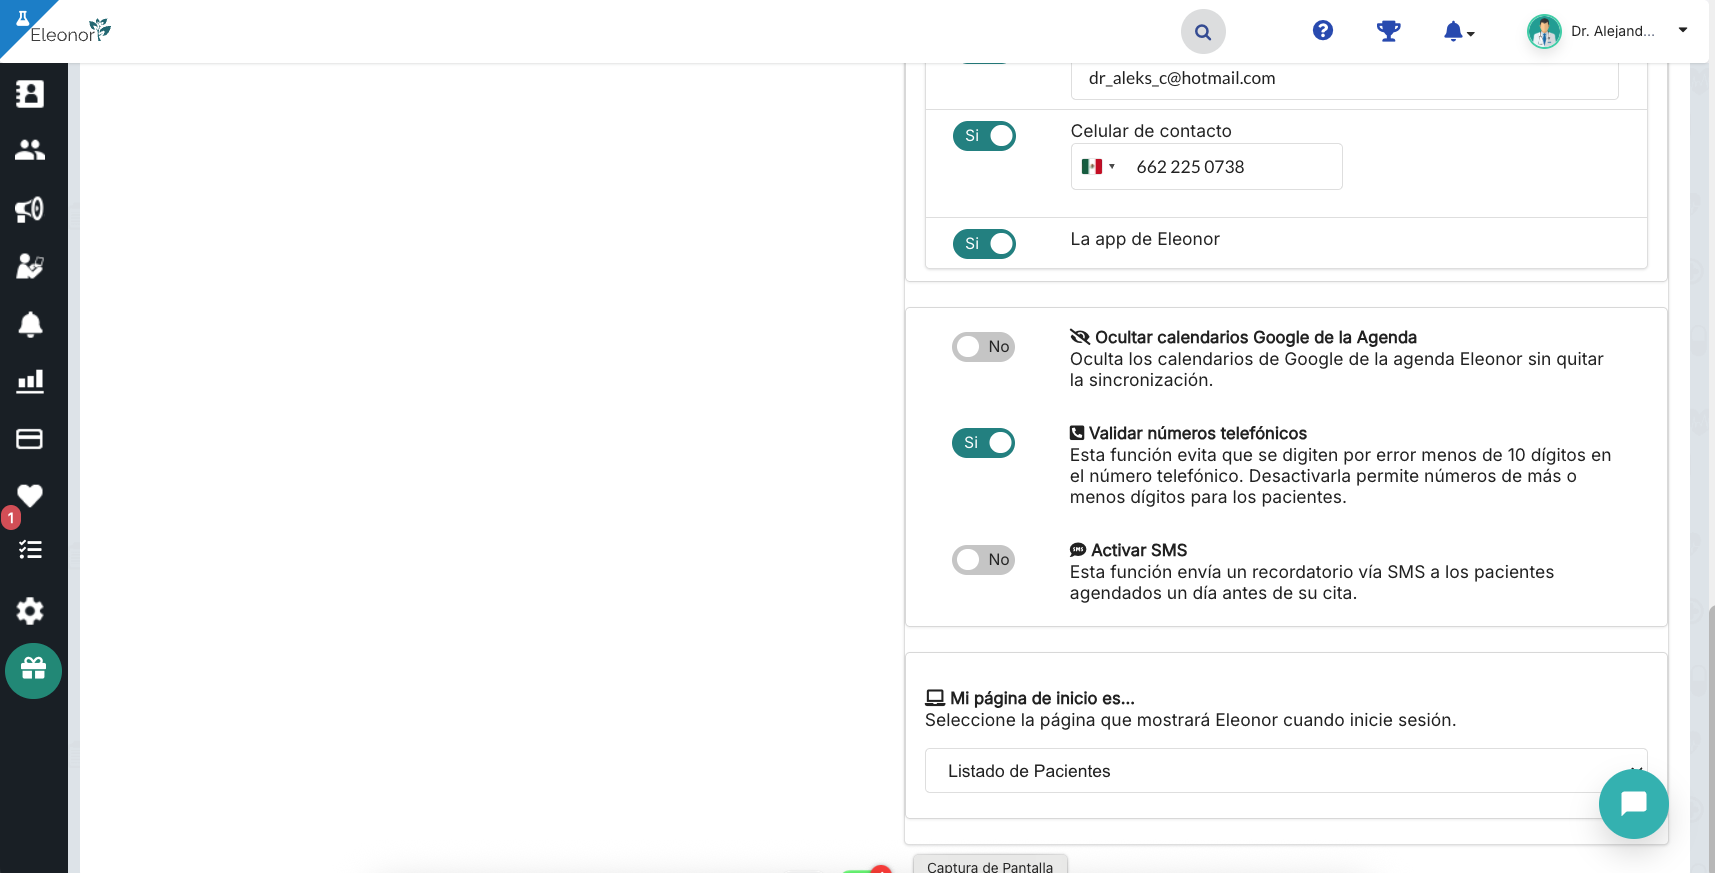 Eleonor
Dr. Alejand...
dr_aleks_c@hotmail.com
Si
Celular de contacto
662 225 0738
Si
La app de Eleonor
No
Ocultar calendarios Google de la Agenda
Oculta los calendarios de Google de la agenda Eleonor sin quitar
la sincronización.
Si
Validar números telefónicos
Esta función evita que se digiten por error menos de 10 dígitos en
el número telefónico. Desactivarla permite números de más o
menos dígitos para los pacientes.
No
SMS
Activar SMS
Esta función envía un recordatorio vía SMS a los pacientes
agendados un día antes de su cita.
1
Mi página de inicio es...
Seleccione la página que mostrará Eleonor cuando inicie sesión.
Listado de Pacientes
Captura de Pantalla